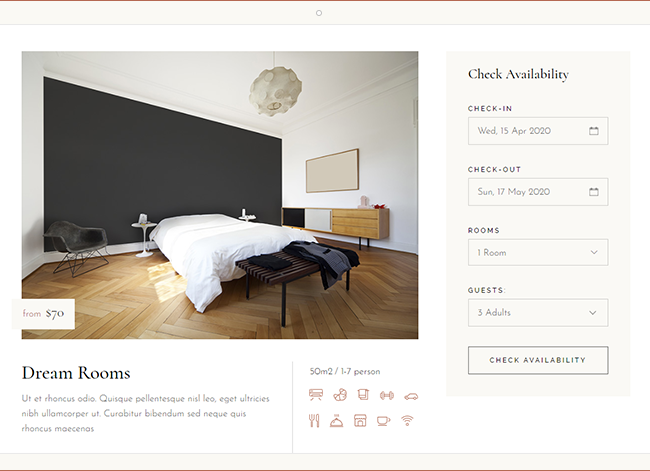 Check Availability
CHECK-IN
Wed, 15 Apr 2020
CHECK-OUT
Sun, 17 May 2020
ROOMS
1 Room
GUESTS:
3 Adults
CHECK AVAILABILITY
from $70
Dream Rooms
Ut et rhoncus odio. Quisque pellentesque nisl leo, eget ultricies
nibh ullamcorper ut. Curabitur bibendum sed neque quis
rhoncus maecenas
50m2 / 1-7 person